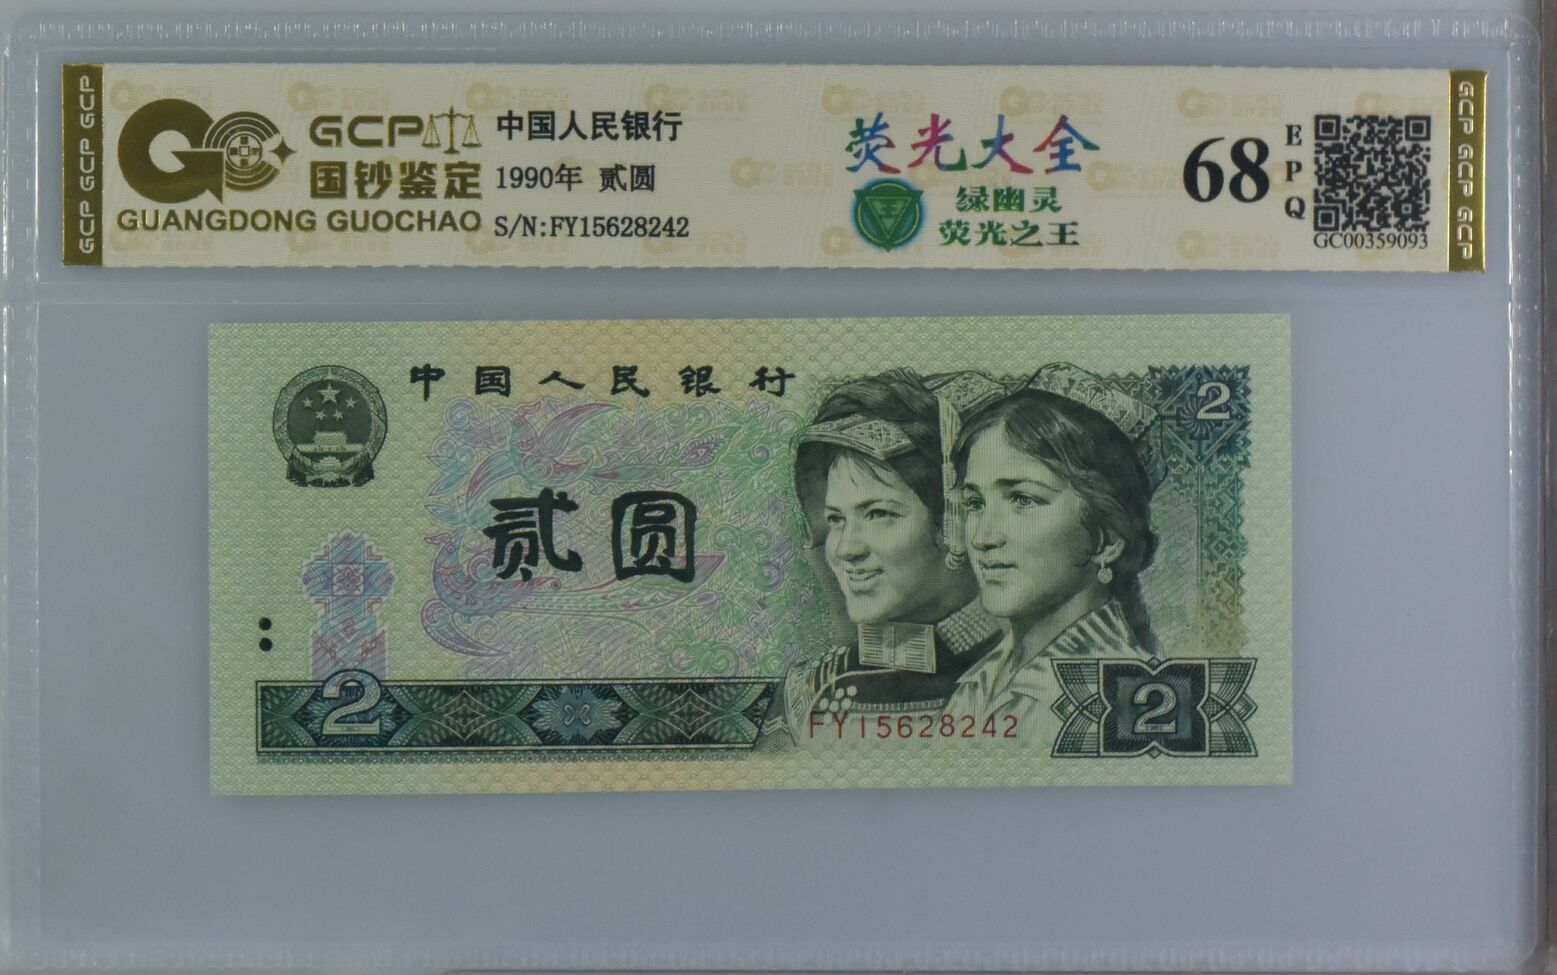 GCP GCP GCP
GCP
国钞鉴定
GUANGDONG GUOCHAO
中国人民银行
1990年 贰圆
S/N:FY15628242
荧光大全
王
绿幽灵
荧光之王
68
EPQ
GC00359093
GCP GCP GCP
中国人民银行
2
贰圆
2
FY15628242
2